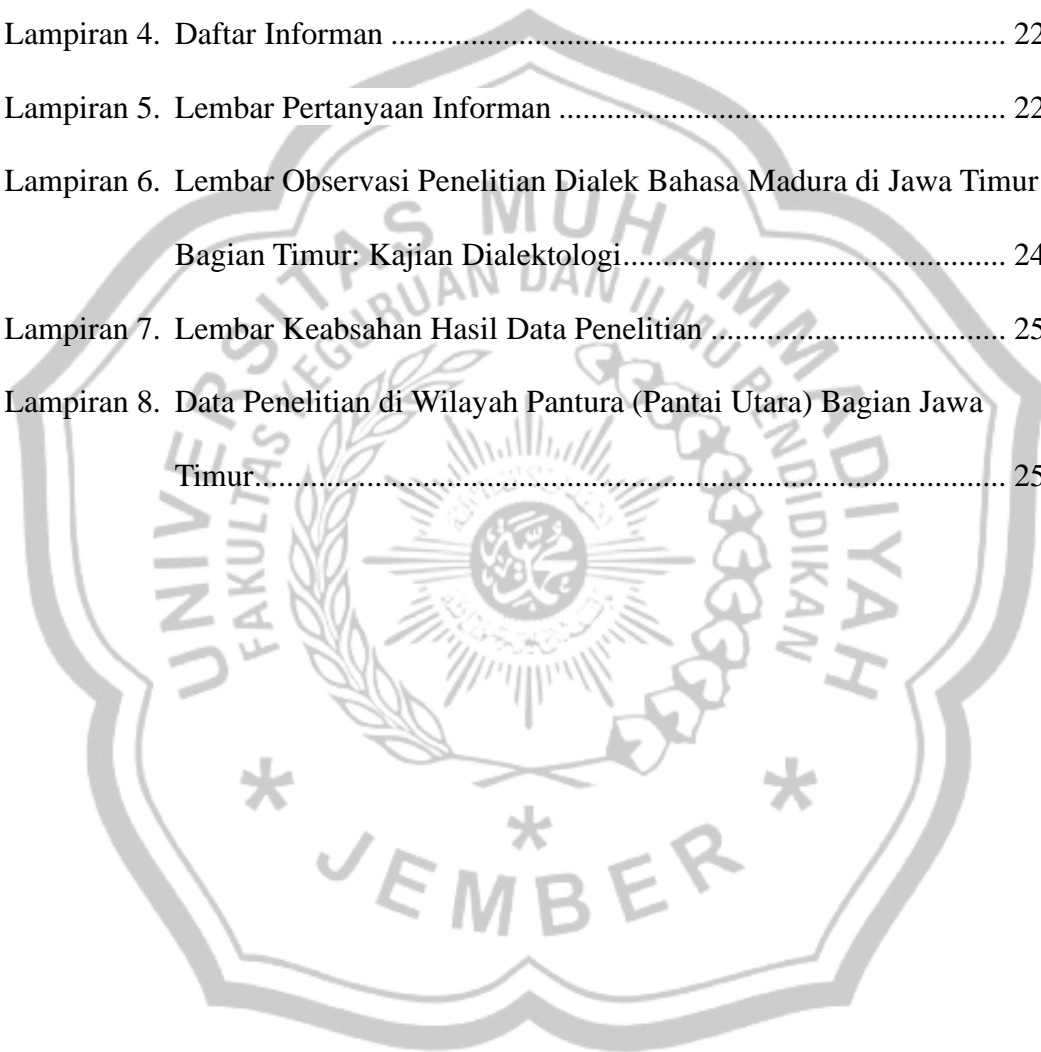 Lampiran 4. Daftar Informan ........................................................................... 22
Lampiran 5. Lembar Pertanyaan Informan ...................................................... 22
Lampiran 6. Lembar Observasi Penelitian Dialek Bahasa Madura di Jawa Timur
Bagian Timur: Kajian Dialektologi............................................... 24
Lampiran 7. Lembar Keabsahan Hasil Data Penelitian .................................... 25
Lampiran 8. Data Penelitian di Wilayah Pantura (Pantai Utara) Bagian Jawa
Timur........................................................................................... 25
UNIVERSITAS MUHAMMADIYAH
FAKULTAS KEGURUAN DAN ILMU PENDIDIKAN
* JEMBER *